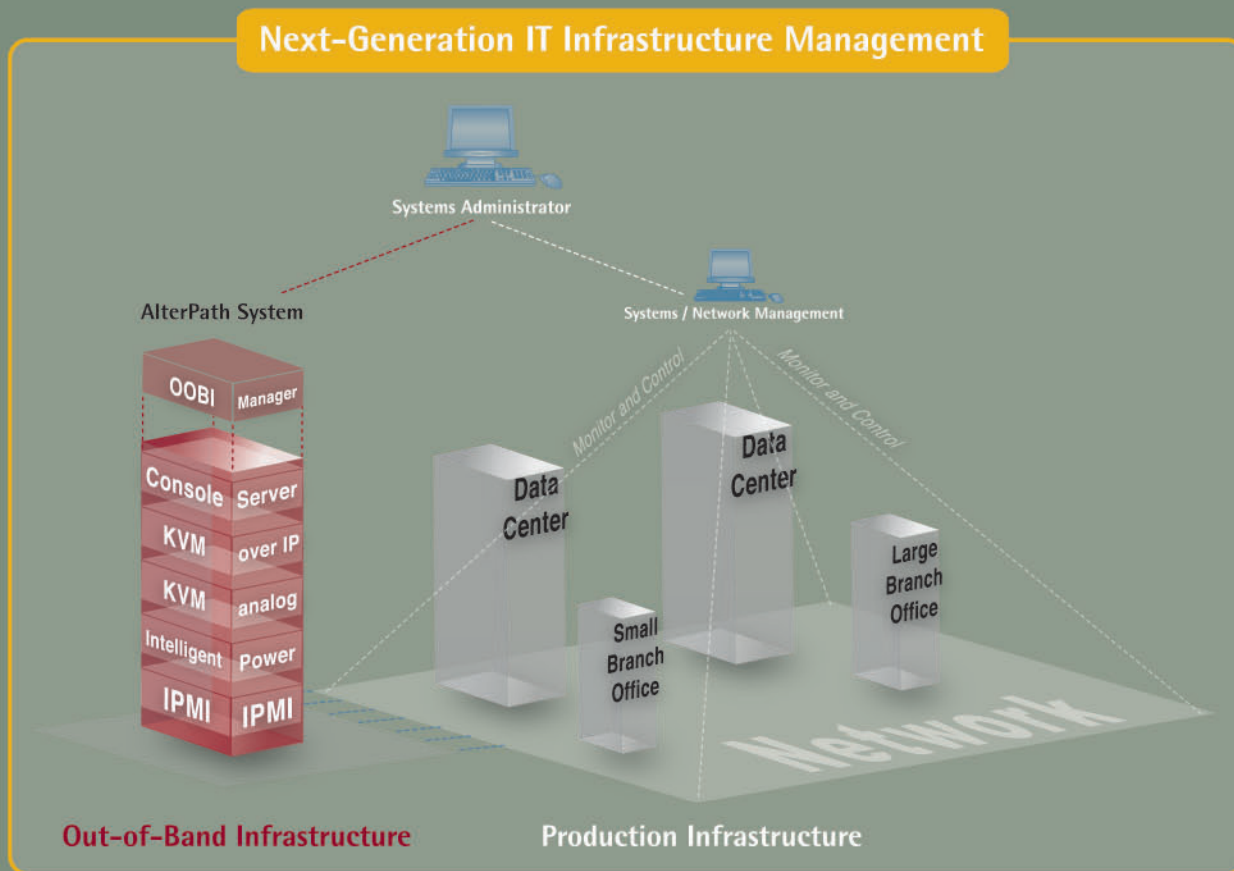 Next-Generation IT Infrastructure Management
Systems Administrator
AlterPath System
Systems / Network Management
OOBI Manager
Console Server
KVM over IP
KVM analog
Intelligent Power
IPMI IPMI
Monitor and Control
Monitor and Control
Data
Center
Data
Center
Small
Branch
Office
Large
Branch
Office
Network
Out-of-Band Infrastructure
Production Infrastructure